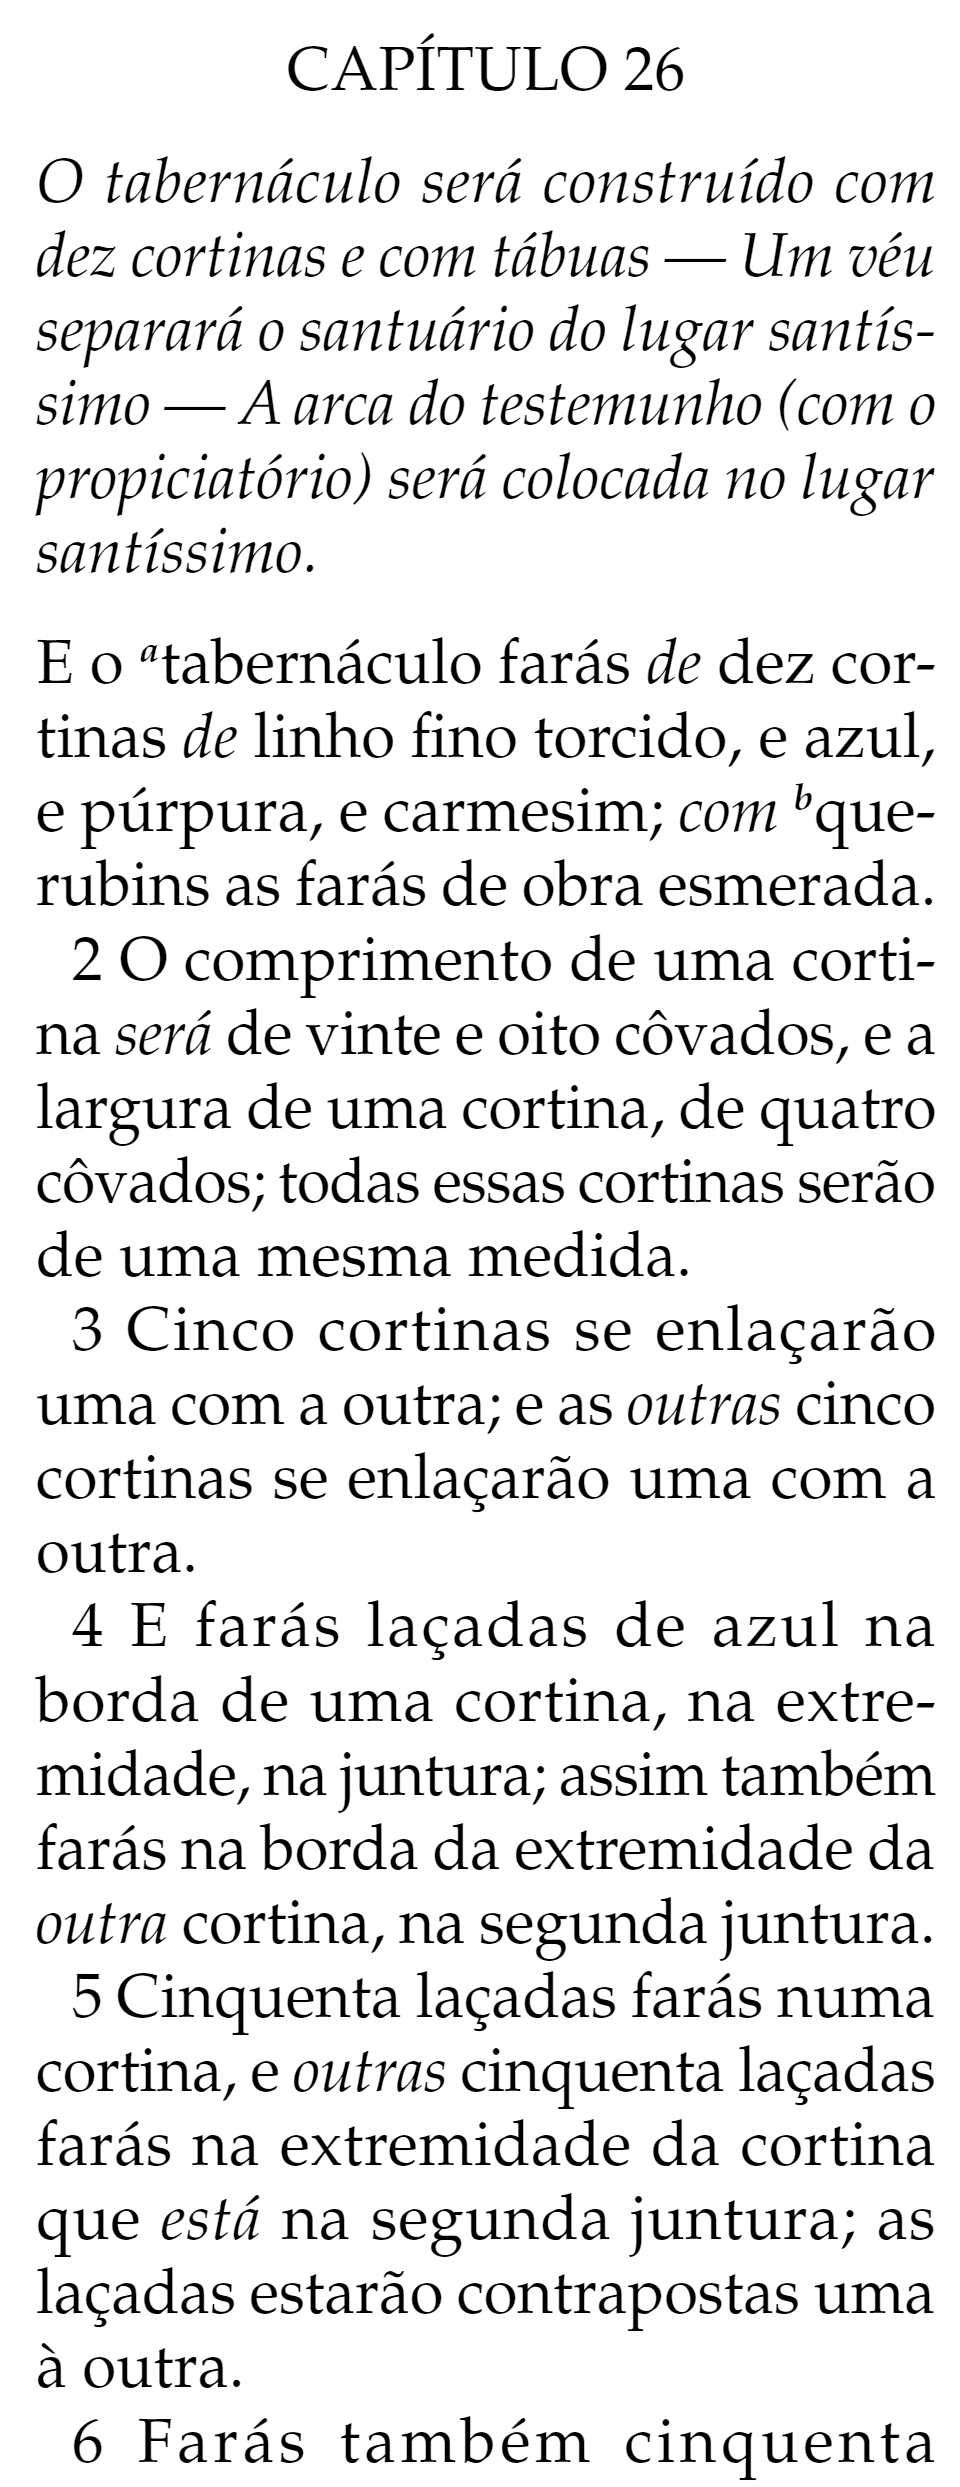 CAPÍTULO 26
O tabernáculo será construído com
dez cortinas e com tábuas — Um véu
separará o santuário do lugar santís-
simo — A arca do testemunho (com o
propiciatório) será colocada no lugar
santíssimo.
E o ᵃtabernáculo farás de dez cor-
tinas de linho fino torcido, e azul,
e púrpura, e carmesim; com ᵇque-
rubins as farás de obra esmerada.
2 O comprimento de uma corti-
na será de vinte e oito côvados, e a
largura de uma cortina, de quatro
côvados; todas essas cortinas serão
de uma mesma medida.
3 Cinco cortinas se enlaçarão
uma com a outra; e as outras cinco
cortinas se enlaçarão uma com a
outra.
4 E farás laçadas de azul na
borda de uma cortina, na extre-
midade, na juntura; assim também
farás na borda da extremidade da
outra cortina, na segunda juntura.
5 Cinquenta laçadas farás numa
cortina, e outras cinquenta laçadas
farás na extremidade da cortina
que está na segunda juntura; as
laçadas estarão contrapostas uma
à outra.
6 Farás também cinquenta